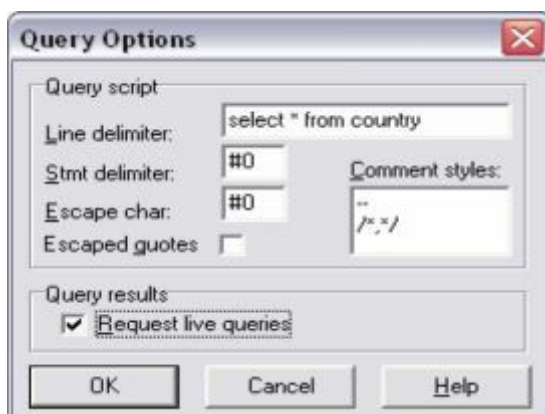 Query Options
Query script
Line delimiter: select * from country
Stmt delimiter: #0
Comment styles:
Escape char: #0
--
/*,*/
Escaped quotes
Query results
Request live queries
OK Cancel Help